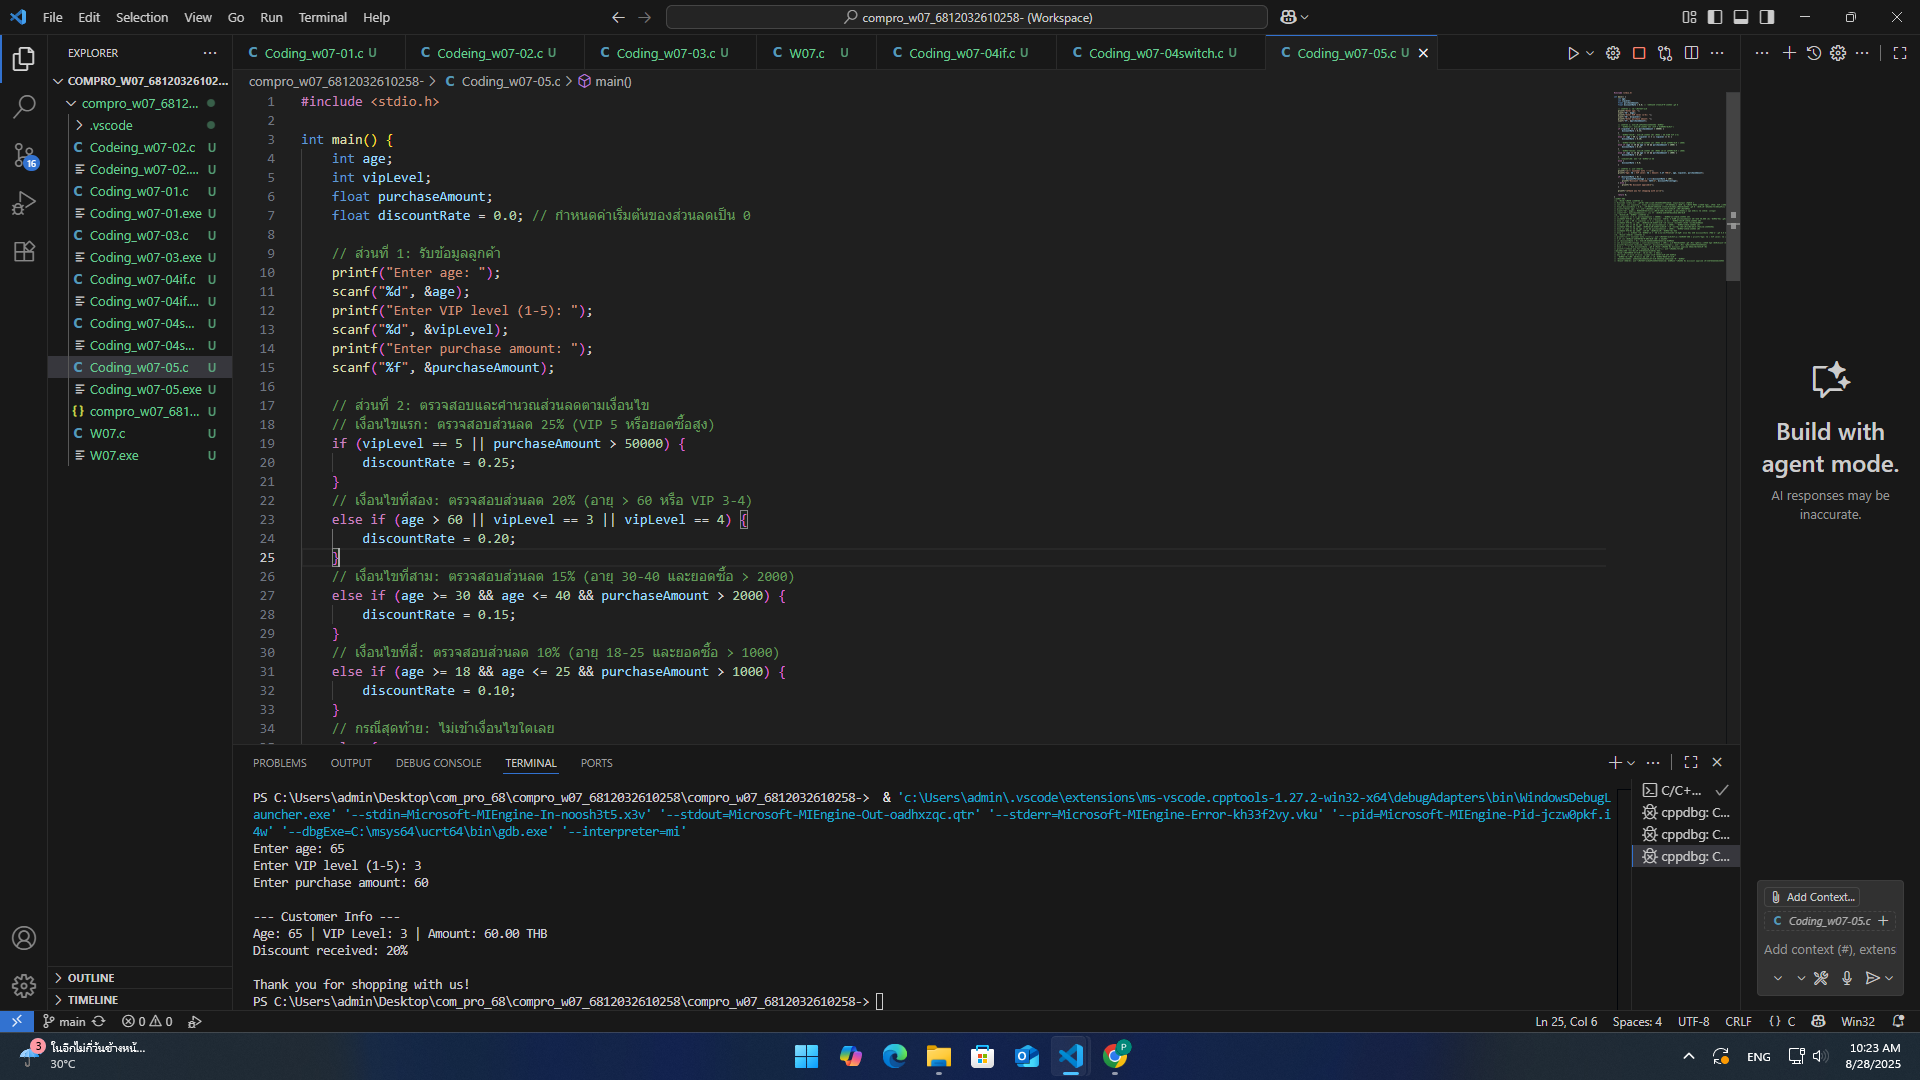 File Edit Selection View Go Run Terminal Help
compro_w07_6812032610258- (Workspace)
EXPLORER
COMPRO_W07_68120326102...
compro_w07_6812...
.vscode
Codeing_w07-02.c U
Codeing_w07-02.... U
Coding_w07-01.c U
Coding_w07-01.exe U
Coding_w07-03.c U
Coding_w07-03.exe U
Coding_w07-04if.c U
Coding_w07-04if.... U
Coding_w07-04s... U
Coding_w07-04s... U
Coding_w07-05.c U
Coding_w07-05.exe U
{} compro_w07_681... U
W07.c U
W07.exe U
OUTLINE
TIMELINE
16
C Coding_w07-01.c U C Codeing_w07-02.c U C Coding_w07-03.c U C W07.c U C Coding_w07-04if.c U C Coding_w07-04switch.c U C Coding_w07-05.c U
compro_w07_6812032610258- > C Coding_w07-05.c > main()
1 #include <stdio.h>
2
3 int main() {
4 int age;
5 int vipLevel;
6 float purchaseAmount;
7 float discountRate = 0.0; // กำหนดค่าเริ่มต้นของส่วนลดเป็น 0
8
9 // ส่วนที่ 1: รับข้อมูลลูกค้า
10 printf("Enter age: ");
11 scanf("%d", &age);
12 printf("Enter VIP level (1-5): ");
13 scanf("%d", &vipLevel);
14 printf("Enter purchase amount: ");
15 scanf("%f", &purchaseAmount);
16
17 // ส่วนที่ 2: ตรวจสอบและคำนวณส่วนลดตามเงื่อนไข
18 // เงื่อนไขแรก: ตรวจสอบส่วนลด 25% (VIP 5 หรือยอดซื้อสูง)
19 if (vipLevel == 5 || purchaseAmount > 50000) {
20 discountRate = 0.25;
21 }
22 // เงื่อนไขที่สอง: ตรวจสอบส่วนลด 20% (อายุ > 60 หรือ VIP 3-4)
23 else if (age > 60 || vipLevel == 3 || vipLevel == 4) {
24 discountRate = 0.20;
25 }
26 // เงื่อนไขที่สาม: ตรวจสอบส่วนลด 15% (อายุ 30-40 และยอดซื้อ > 2000)
27 else if (age >= 30 && age <= 40 && purchaseAmount > 2000) {
28 discountRate = 0.15;
29 }
30 // เงื่อนไขที่สี่: ตรวจสอบส่วนลด 10% (อายุ 18-25 และยอดซื้อ > 1000)
31 else if (age >= 18 && age <= 25 && purchaseAmount > 1000) {
32 discountRate = 0.10;
33 }
34 // กรณีสุดท้าย: ไม่เข้าเงื่อนไขใดเลย
PROBLEMS OUTPUT DEBUG CONSOLE TERMINAL PORTS
PS C:\Users\admin\Desktop\com_pro_68\compro_w07_6812032610258\compro_w07_6812032610258-> & 'c:\Users\admin\.vscode\extensions\ms-vscode.cpptools-1.27.2-win32-x64\debugAdapters\bin\WindowsDebugL
auncher.exe' '--stdin=Microsoft-MIEngine-In-noosh3t5.x3v' '--stdout=Microsoft-MIEngine-Out-oadhxzqc.qtr' '--stderr=Microsoft-MIEngine-Error-kh33f2vy.vku' '--pid=Microsoft-MIEngine-Pid-jczw0pkf.i
4w' '--dbgExe=C:\msys64\ucrt64\bin\gdb.exe' '--interpreter=mi'
Enter age: 65
Enter VIP level (1-5): 3
Enter purchase amount: 60
--- Customer Info ---
Age: 65 | VIP Level: 3 | Amount: 60.00 THB
Discount received: 20%
Thank you for shopping with us!
PS C:\Users\admin\Desktop\com_pro_68\compro_w07_6812032610258\compro_w07_6812032610258->
C/C+...
cppdbg: C...
cppdbg: C...
cppdbg: C...
Build with
agent mode.
AI responses may be
inaccurate.
Add Context...
C Coding_w07-05.c +
Add context (#), extens
main 0 0 Ln 25, Col 6 Spaces: 4 UTF-8 CRLF {} C Win32
3 ในอีกไม่กี่วันข้างหน้...
30°C
P
ENG
10:23 AM
8/28/2025